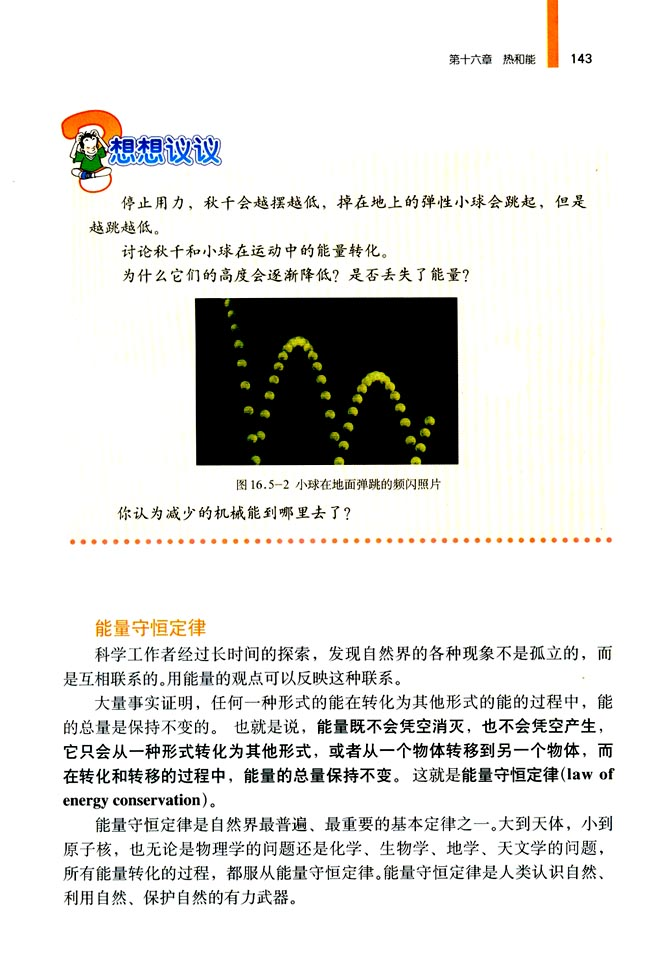 第十六章 热和能 143
想想议议
停止用力，秋千会越摆越低，掉在地上的弹性小球会跳起，但是
越跳越低。
讨论秋千和小球在运动中的能量转化。
为什么它们的高度会逐渐降低？是否丢失了能量？
图16.5-2 小球在地面弹跳的频闪照片
你认为减少的机械能到哪里去了？
能量守恒定律
科学工作者经过长时间的探索，发现自然界的各种现象不是孤立的，而
是互相联系的。用能量的观点可以反映这种联系。
大量事实证明，任何一种形式的能在转化为其他形式的能的过程中，能
的总量是保持不变的。 也就是说，能量既不会凭空消灭，也不会凭空产生，
它只会从一种形式转化为其他形式，或者从一个物体转移到另一个物体，而
在转化和转移的过程中，能量的总量保持不变。 这就是能量守恒定律(law of
energy conservation)。
能量守恒定律是自然界最普遍、最重要的基本定律之一。大到天体，小到
原子核，也无论是物理学的问题还是化学、生物学、地学、天文学的问题，
所有能量转化的过程，都服从能量守恒定律。能量守恒定律是人类认识自然、
利用自然、保护自然的有力武器。